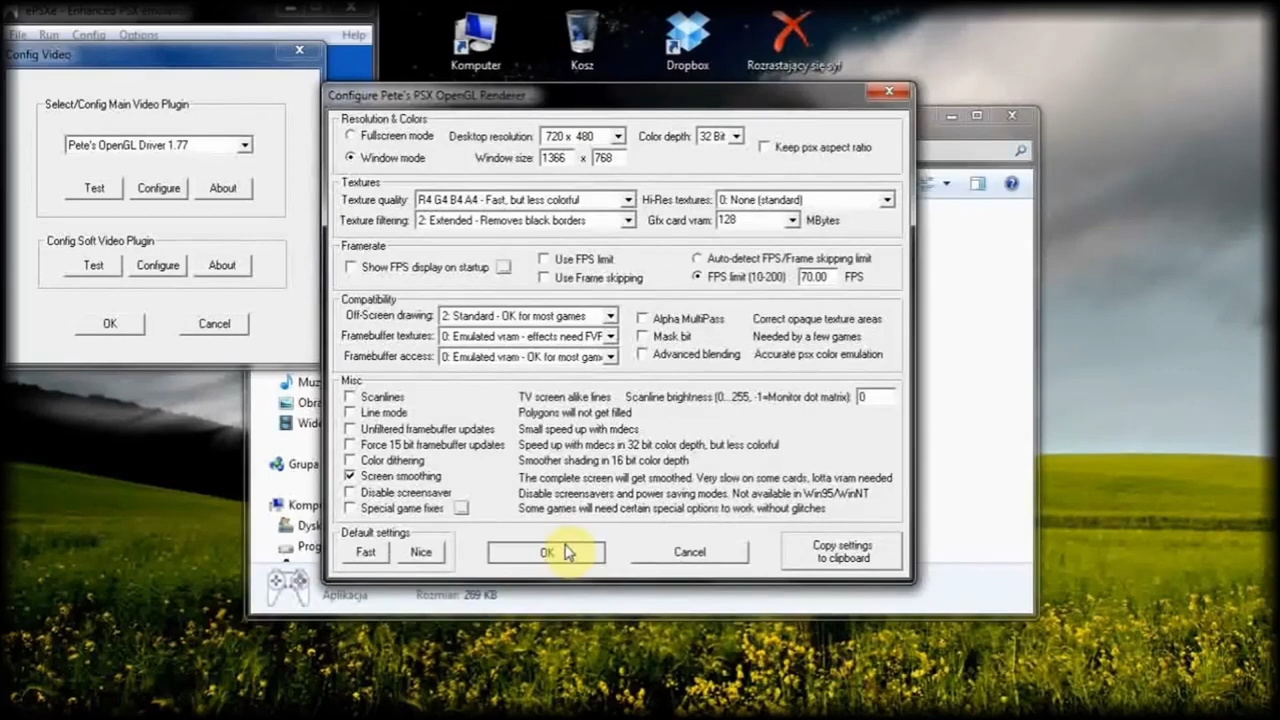 ePSXe - Enhanced PSX emul
File Run Config Options Help
Config Video
Select/Config Main Video Plugin
Pete's OpenGL Driver 1.77
Test Configure About
Config Soft Video Plugin
Test Configure About
OK Cancel
Komputer
Kosz
Dropbox
Rozrastający się sy!
Configure Pete's PSX OpenGL Renderer ...
Resolution & Colors
Fullscreen mode Desktop resolution: 720 x 480 Color depth: 32 Bit
Keep psx aspect ratio
Window mode Window size: 1366 x 768
Textures
Texture quality: R4 G4 B4 A4 - Fast, but less colorful Hi-Res textures: 0: None (standard)
Texture filtering: 2: Extended - Removes black borders Gfx card vram: 128 MBytes
Framerate
Show FPS display on startup ...
Use FPS limit
Use Frame skipping
Auto-detect FPS/Frame skipping limit
FPS limit (10-200) 70.00 FPS
Compatibility
Off-Screen drawing: 2: Standard - OK for most games
Framebuffer textures: 0: Emulated vram - effects need FVF
Framebuffer access: 0: Emulated vram - OK for most gam
Alpha MultiPass Correct opaque texture areas
Mask bit Needed by a few games
Advanced blending Accurate psx color emulation
Misc
Scanlines TV screen alike lines Scanline brightness (0...255, -1=Monitor dot matrix): 0
Line mode Polygons will not get filled
Unfiltered framebuffer updates Small speed up with mdecs
Force 15 bit framebuffer updates Speed up with mdecs in 32 bit color depth, but less colorful
Color dithering Smoother shading in 16 bit color depth
Screen smoothing The complete screen will get smoothed. Very slow on some cards, lotta vram needed
Disable screensaver Disable screensavers and power saving modes. Not available in Win95/WinNT
Special game fixes ... Some games will need certain special options to work without glitches
Default settings
Fast Nice OK Cancel
Copy settings
to clipboard
Muz
Obra
Wide
Grupa
Kompu
Dysk
Prog
Aplikacja Rozmiar: 269 KB